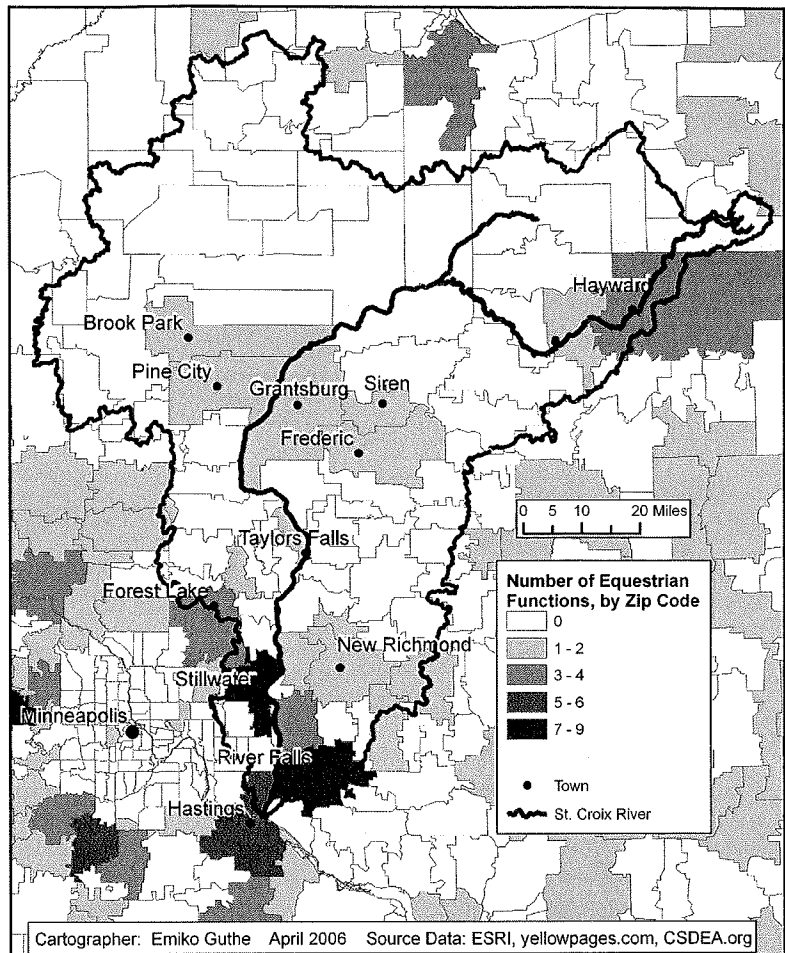 Hayward
Brook Park
Pine City
Grantsburg
Siren
Frederic
0 5 10 20 Miles
Taylors Falls
Forest Lake
Number of Equestrian
Functions, by Zip Code
0
1 - 2
3 - 4
5 - 6
7 - 9
Town
St. Croix River
New Richmond
Stillwater
Minneapolis
River Falls
Hastings
Cartographer: Emiko Guthe April 2006 Source Data: ESRI, yellowpages.com, CSDEA.org